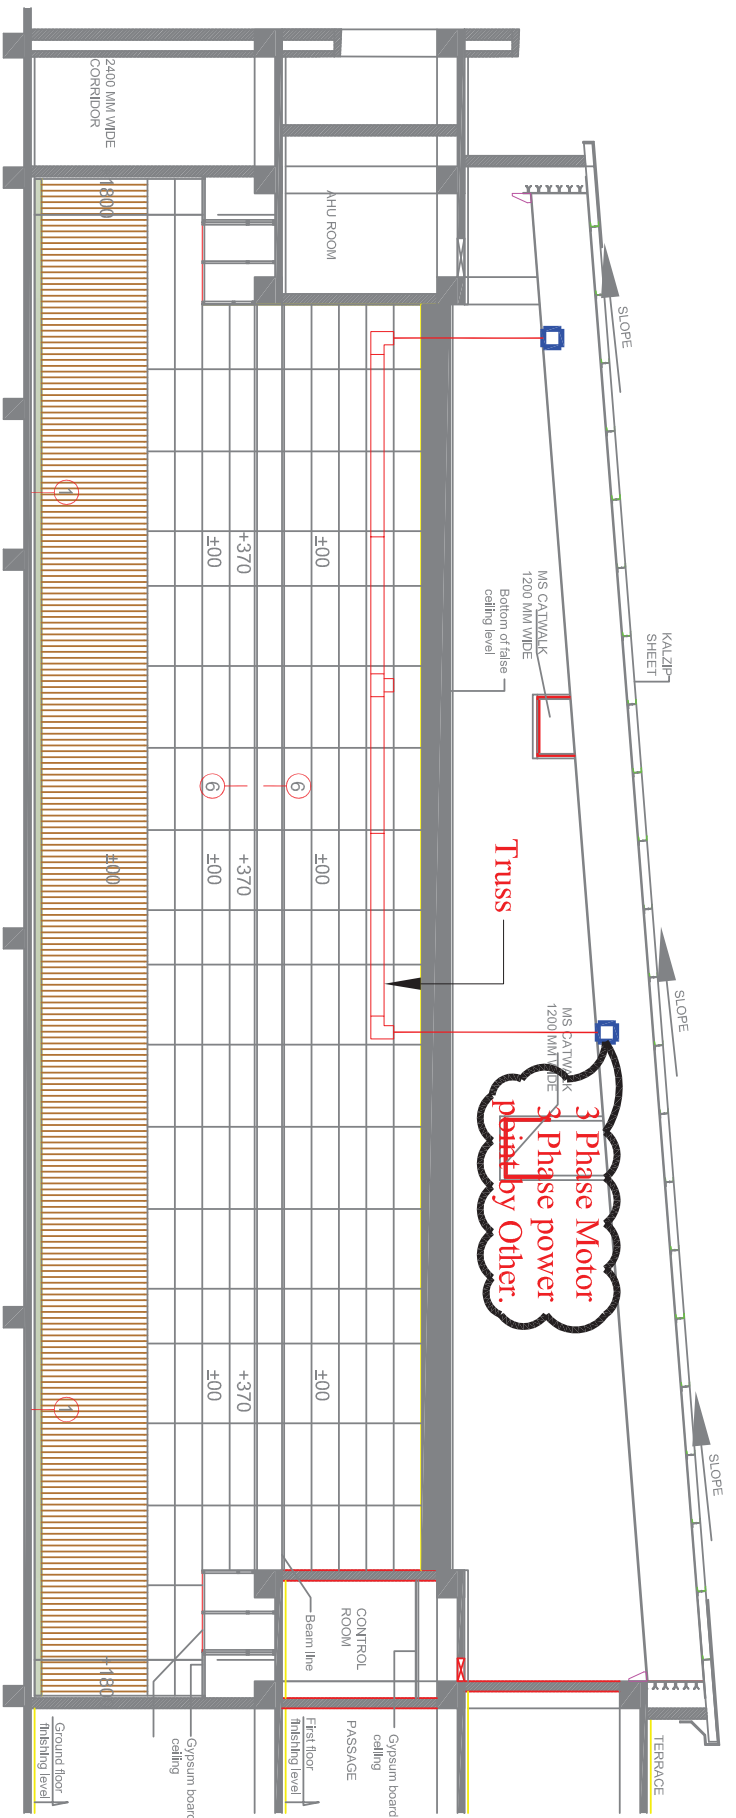 TERRACE
SLOPE
SLOPE
SLOPE
KALZIP
SHEET
MS CATWALK
1200 MM WIDE
MS CATWALK
1200 MM WIDE
3 Phase Motor
3 Phase power
point by Other.
Truss
Bottom of false
ceiling level
AHU ROOM
CONTROL
ROOM
Gypsum board
ceiling
PASSAGE
±00
±00
±00
6
Beam line
First floor
finishing level
+370
+370
+370
±00
±00
±00
6
Gypsum board
ceiling
2400 MM WIDE
CORRIDOR
1800
±00
+180
1
1
Ground floor
finishing level